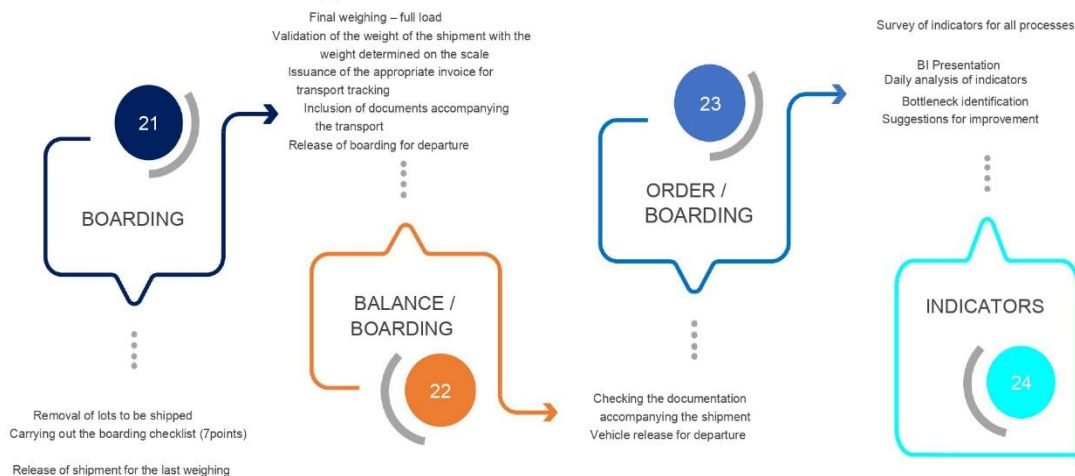 21
BOARDING
Removal of lots to be shipped
Carrying out the boarding checklist (7points)
Release of shipment for the last weighing
Final weighing – full load
Validation of the weight of the shipment with the
weight determined on the scale
Issuance of the appropriate invoice for
transport tracking
Inclusion of documents accompanying
the transport
Release of boarding for departure
BALANCE /
BOARDING
22
23
ORDER /
BOARDING
Checking the documentation
accompanying the shipment
Vehicle release for departure
Survey of indicators for all processes
BI Presentation
Daily analysis of indicators
Bottleneck identification
Suggestions for improvement
INDICATORS
24